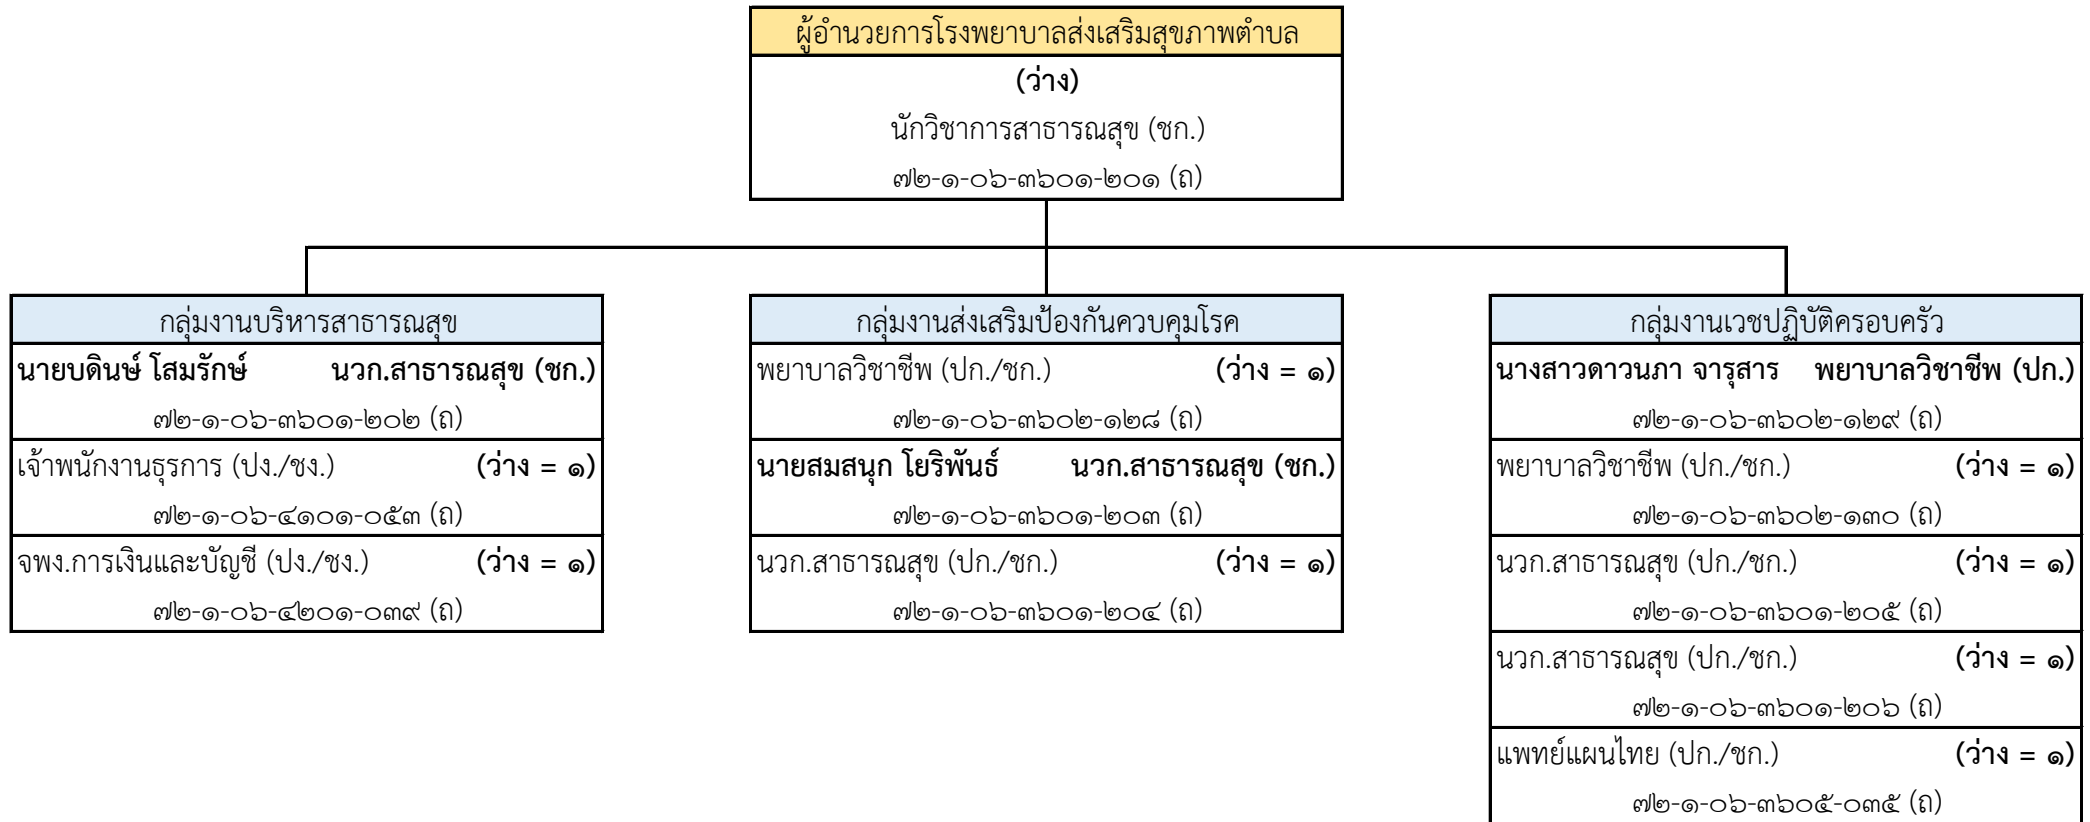 ผู้อำนวยการโรงพยาบาลส่งเสริมสุขภาพตำบล
(ว่าง)
นักวิชาการสาธารณสุข (ชก.)
๗๒-๑-๐๖-๓๖๐๑-๒๐๑ (ถ)
กลุ่มงานบริหารสาธารณสุข
นายบดินษ์ โสมรักษ์ นวก.สาธารณสุข (ชก.)
๗๒-๑-๐๖-๓๖๐๑-๒๐๒ (ถ)
เจ้าพนักงานธุรการ (ปง./ชง.) (ว่าง = ๑)
๗๒-๑-๐๖-๔๑๐๑-๐๕๓ (ถ)
จพง.การเงินและบัญชี (ปง./ชง.) (ว่าง = ๑)
๗๒-๑-๐๖-๔๒๐๑-๐๓๙ (ถ)
กลุ่มงานส่งเสริมป้องกันควบคุมโรค
พยาบาลวิชาชีพ (ปก./ชก.) (ว่าง = ๑)
๗๒-๑-๐๖-๓๖๐๒-๑๒๘ (ถ)
นายสมสนุก โยริพันธ์ นวก.สาธารณสุข (ชก.)
๗๒-๑-๐๖-๓๖๐๑-๒๐๓ (ถ)
นวก.สาธารณสุข (ปก./ชก.) (ว่าง = ๑)
๗๒-๑-๐๖-๓๖๐๑-๒๐๔ (ถ)
กลุ่มงานเวชปฏิบัติครอบครัว
นางสาวดาวนภา จารุสาร พยาบาลวิชาชีพ (ปก.)
๗๒-๑-๐๖-๓๖๐๒-๑๒๙ (ถ)
พยาบาลวิชาชีพ (ปก./ชก.) (ว่าง = ๑)
๗๒-๑-๐๖-๓๖๐๒-๑๓๐ (ถ)
นวก.สาธารณสุข (ปก./ชก.) (ว่าง = ๑)
๗๒-๑-๐๖-๓๖๐๑-๒๐๕ (ถ)
นวก.สาธารณสุข (ปก./ชก.) (ว่าง = ๑)
๗๒-๑-๐๖-๓๖๐๑-๒๐๖ (ถ)
แพทย์แผนไทย (ปก./ชก.) (ว่าง = ๑)
๗๒-๑-๐๖-๓๖๐๕-๐๓๕ (ถ)